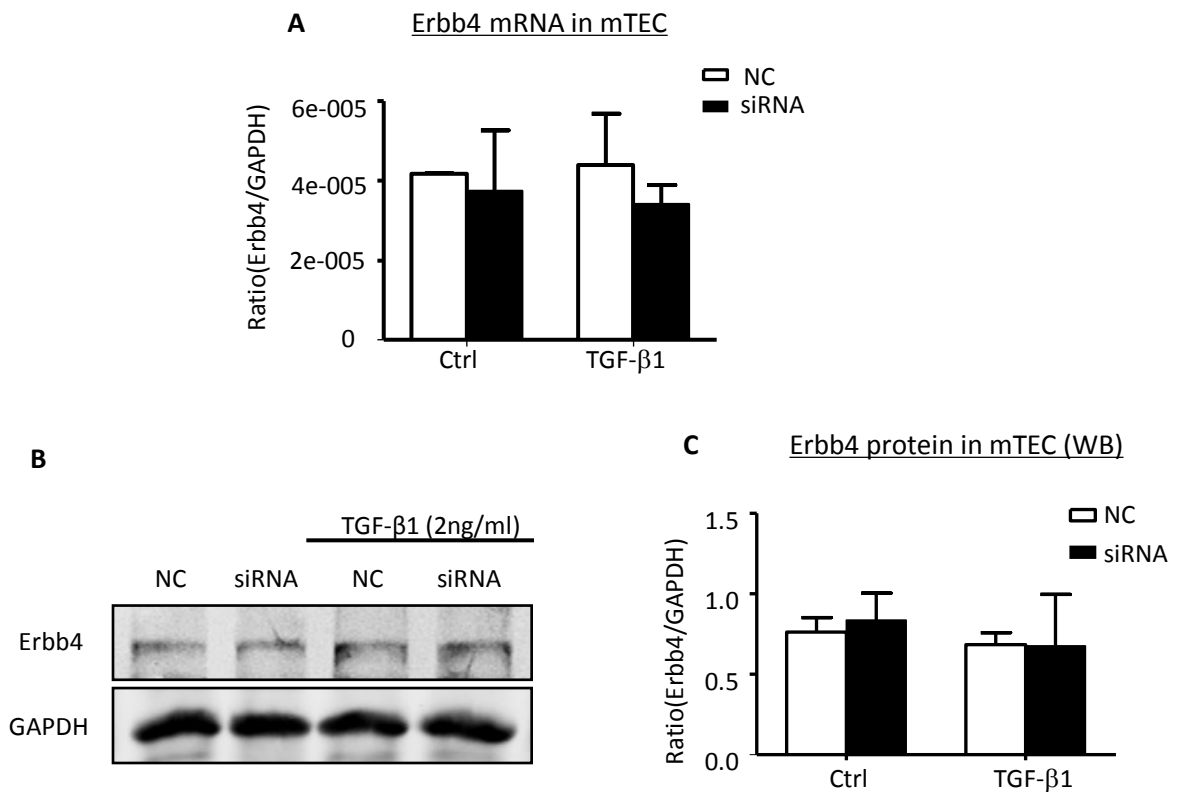 A
Erbb4 mRNA in mTEC
NC
siRNA
Ratio(Erbb4/GAPDH)
6e-005
4e-005
2e-005
0
Ctrl
TGF-β1
B
TGF-β1 (2ng/ml)
NC siRNA NC siRNA
Erbb4
GAPDH
C
Erbb4 protein in mTEC (WB)
NC
siRNA
Ratio(Erbb4/GAPDH)
1.5
1.0
0.5
0.0
Ctrl
TGF-β1